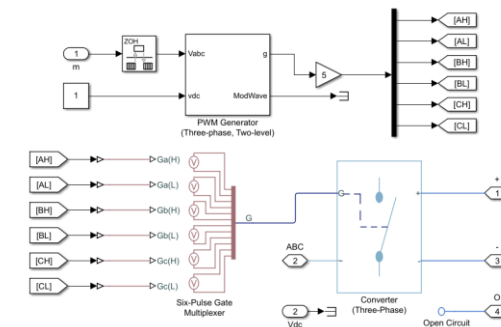 ZOH
1
m
Vabc
g
1
vdc
ModWave
PWM Generator
(Three-phase, Two-level)
5
[AH]
[AL]
[BH]
[BL]
[CH]
[CL]
[AH]
Ga(H)
[AL]
Ga(L)
[BH]
Gb(H)
[BL]
Gb(L)
[CH]
Gc(H)
[CL]
Gc(L)
V
V
V
V
V
V
G
Six-Pulse Gate
Multiplexer
G
+
-
ABC
2
Converter
(Three-Phase)
2
Vdc
+
1
-
3
O
4
Open Circuit